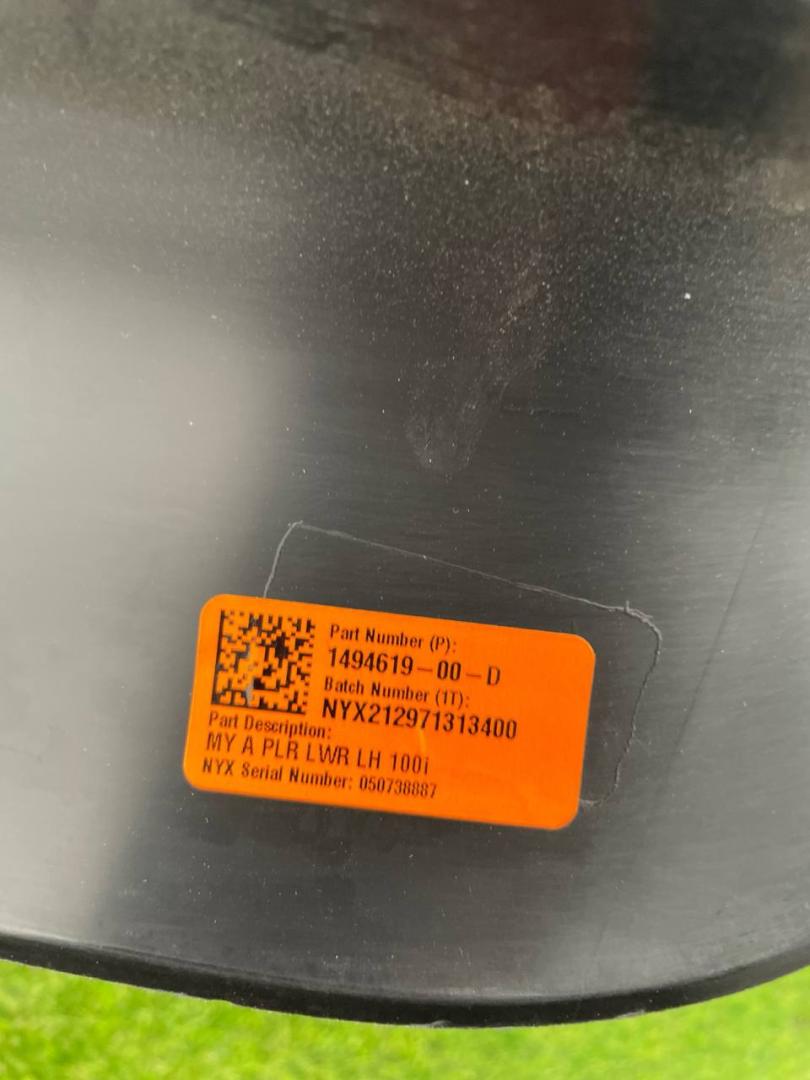 Part Number (P):
1494619-00-D
Batch Number (1T):
NYX212971313400
Part Description:
MY A PLR LWR LH 100i
NYX Serial Number: 050738887